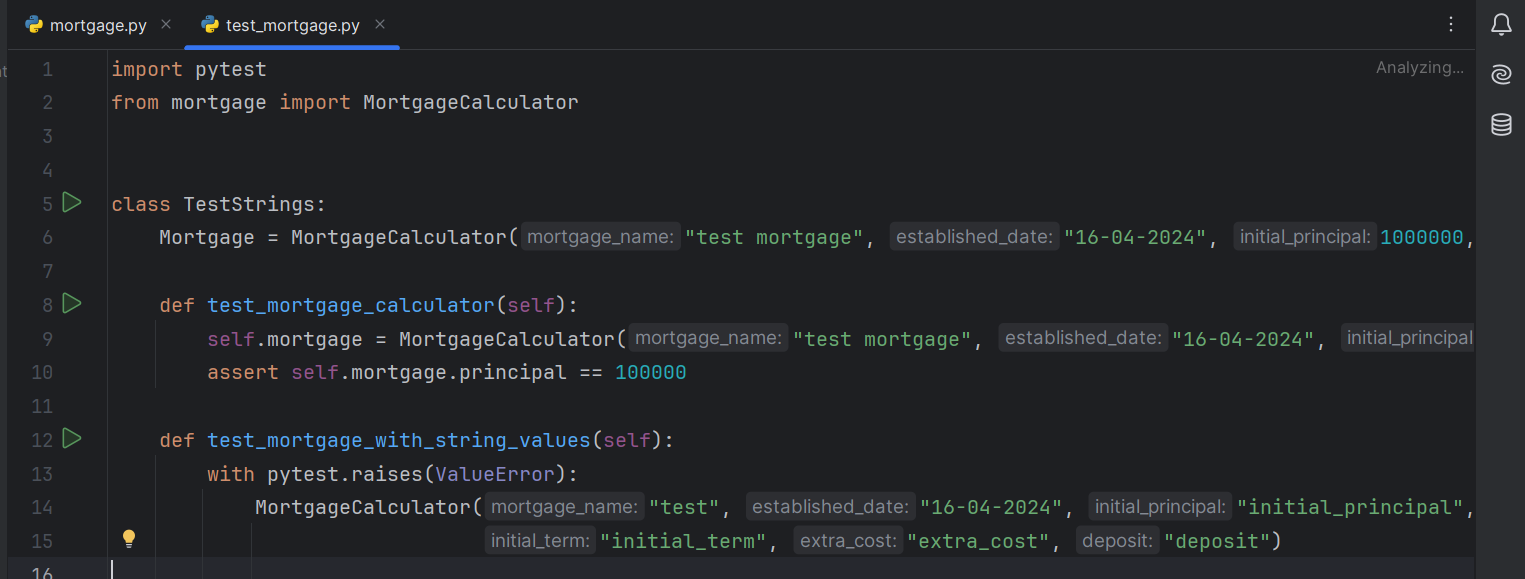 mortgage.py test_mortgage.py
1 import pytest Analyzing...
2 from mortgage import MortgageCalculator
3
4
5 class TestStrings:
6 Mortgage = MortgageCalculator( mortgage_name: "test mortgage", established_date: "16-04-2024", initial_principal: 1000000,
7
8 def test_mortgage_calculator(self):
9 self.mortgage = MortgageCalculator( mortgage_name: "test mortgage", established_date: "16-04-2024", initial_principal
10 assert self.mortgage.principal == 100000
11
12 def test_mortgage_with_string_values(self):
13 with pytest.raises(ValueError):
14 MortgageCalculator( mortgage_name: "test", established_date: "16-04-2024", initial_principal: "initial_principal",
15 initial_term: "initial_term", extra_cost: "extra_cost", deposit: "deposit")
16